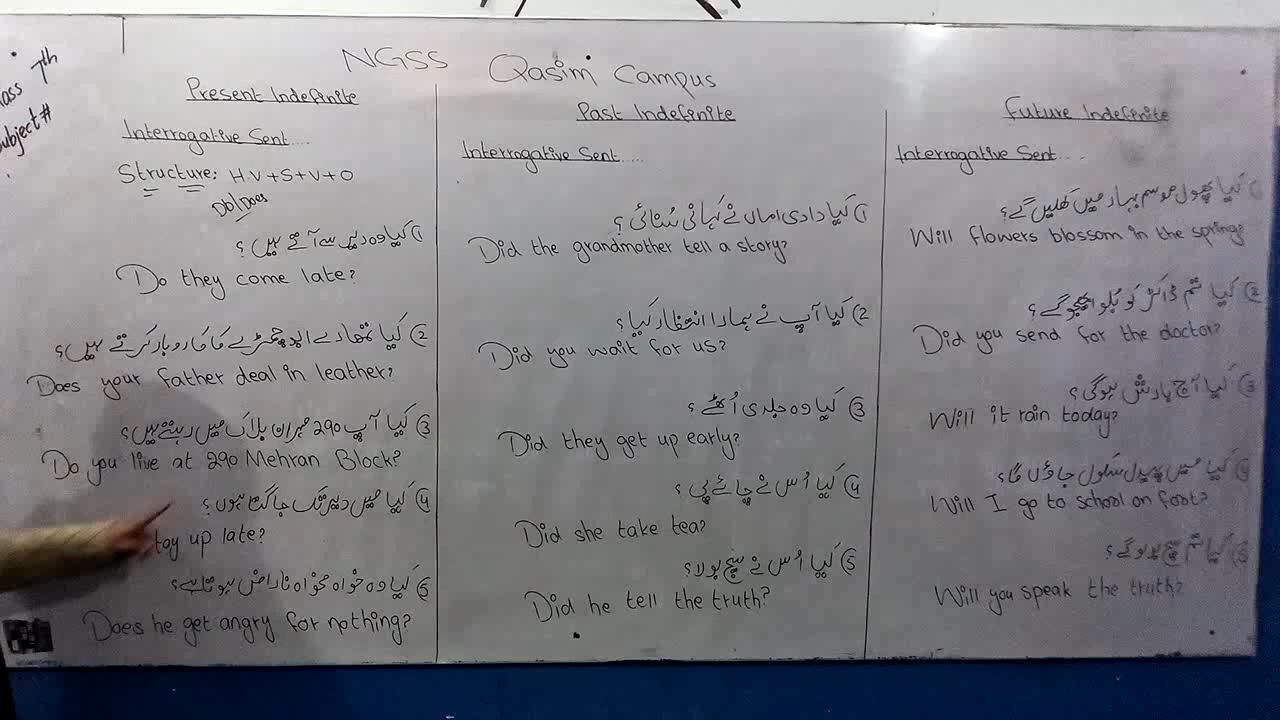 Class 7th
Subject#
NGSS Qasim Campus
Present Indefinite
Interrogative Sent....
Structure: H.V+S+V+O
Do/Does
① کیا وہ دیر سے آتے ہیں ؟
Do they come late?
② کیا تمھارے ابو چمڑے کا کاروبار کرتے ہیں؟
Does your father deal in leather?
③ کیا آپ 290 مہران بلاک میں رہتے ہیں؟
Do you live at 290 Mehran Block?
④ کیا میں دیر تک جاگتا ہوں؟
tay up late?
⑤ کیا وہ خواہ مخواہ ناراض ہوتا ہے؟
Does he get angry for nothing?
Past Indefinite
Interrogative Sent.....
① کیا دادی اماں نے کہانی سُنائی ؟
Did the grandmother tell a story?
② کیا آپ نے ہمارا انتظار کیا؟
Did you wait for us?
③ کیا وہ جلدی اُٹھے ؟
Did they get up early?
④ کیا اُس نے چائے پی ؟
Did she take tea?
⑤ کیا اُس نے سچ بولا؟
Did he tell the truth?
Future Indefinite
Interrogative Sent....
① کیا پھول موسم بہار میں کھلیں گے؟
Will flowers blossom in the spring?
② کیا تم ڈاکٹر کو بُلوا بھیجو گے؟
Did you send for the doctor?
③ کیا آج بارش ہوگی؟
Will it rain today?
④ کیا میں پیدل سکول جاؤں گا؟
Will I go to school on foot?
⑤ کیا تم سچ بولو گے؟
Will you speak the truth?